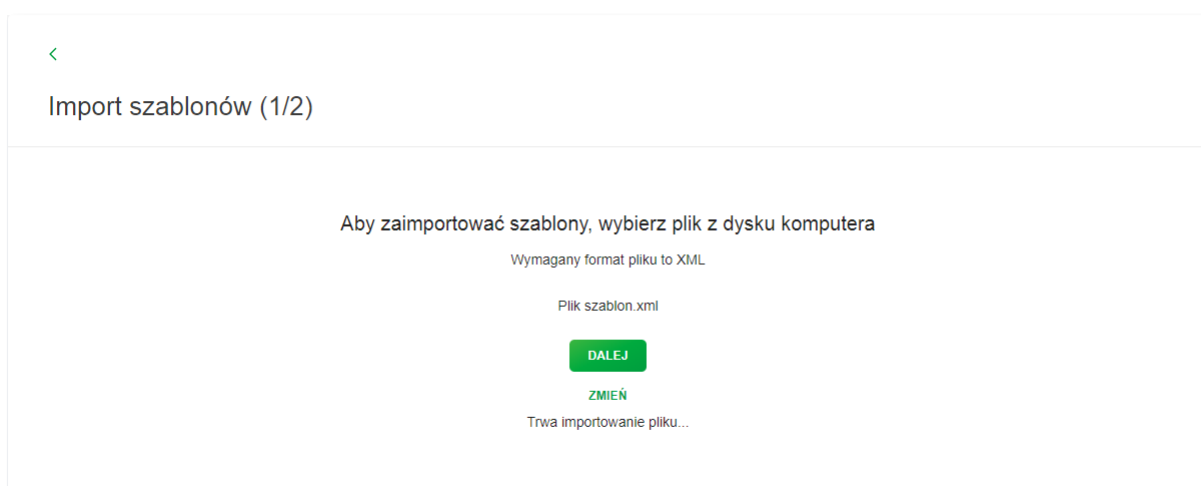 Import szablonów (1/2)
Aby zaimportować szablony, wybierz plik z dysku komputera
Wymagany format pliku to XML
Plik szablon.xml
DALEJ
ZMIEŃ
Trwa importowanie pliku...